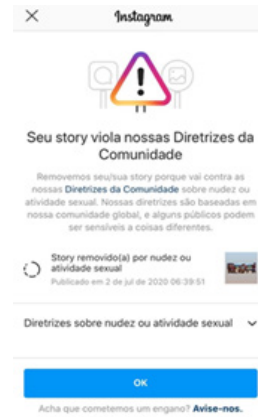 Instagram
Seu story viola nossas Diretrizes da
Comunidade
Removemos seu/sua story porque vai contra as
nossas Diretrizes da Comunidade sobre nudez ou
atividade sexual. Nossas diretrizes são baseadas em
nossa comunidade global, e alguns públicos podem
ser sensíveis a coisas diferentes.
Story removido(a) por nudez ou
atividade sexual
Publicado em 2 de jul de 2020 06:39:51
Diretrizes sobre nudez ou atividade sexual
OK
Acha que cometemos um engano? Avise-nos.